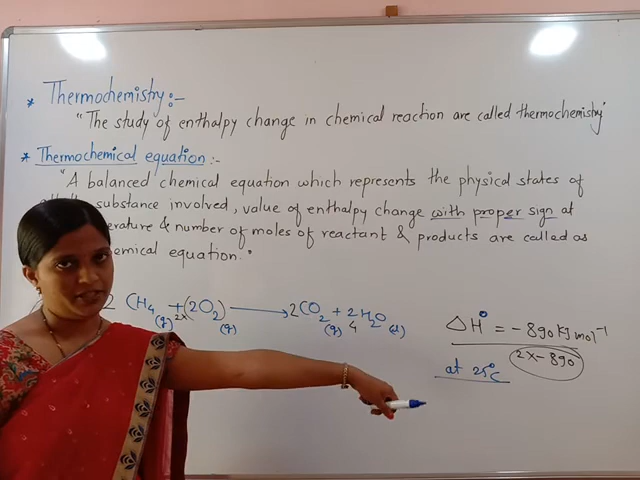 * Thermochemistry:-
"The study of enthalpy change in chemical reaction are called thermochemistry"
* Thermochemical equation:-
"A balanced chemical equation which represents the physical states of
substance involved, value of enthalpy change with proper sign at
& number of moles of reactant & products are called as
equation."
2 CH4 (g) + 2x(2O2) (g) → 2CO2 (g) + 2H2O (l) 4
ΔH° = -890 KJ mol⁻¹
2x-890
at 25°C